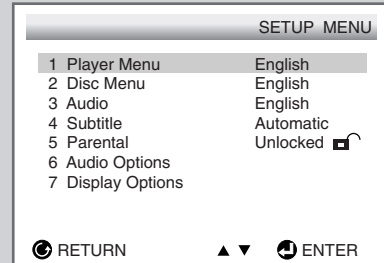 SETUP MENU
1 Player Menu English
2 Disc Menu English
3 Audio English
4 Subtitle Automatic
5 Parental Unlocked
6 Audio Options
7 Display Options
RETURN ▲ ▼ ENTER